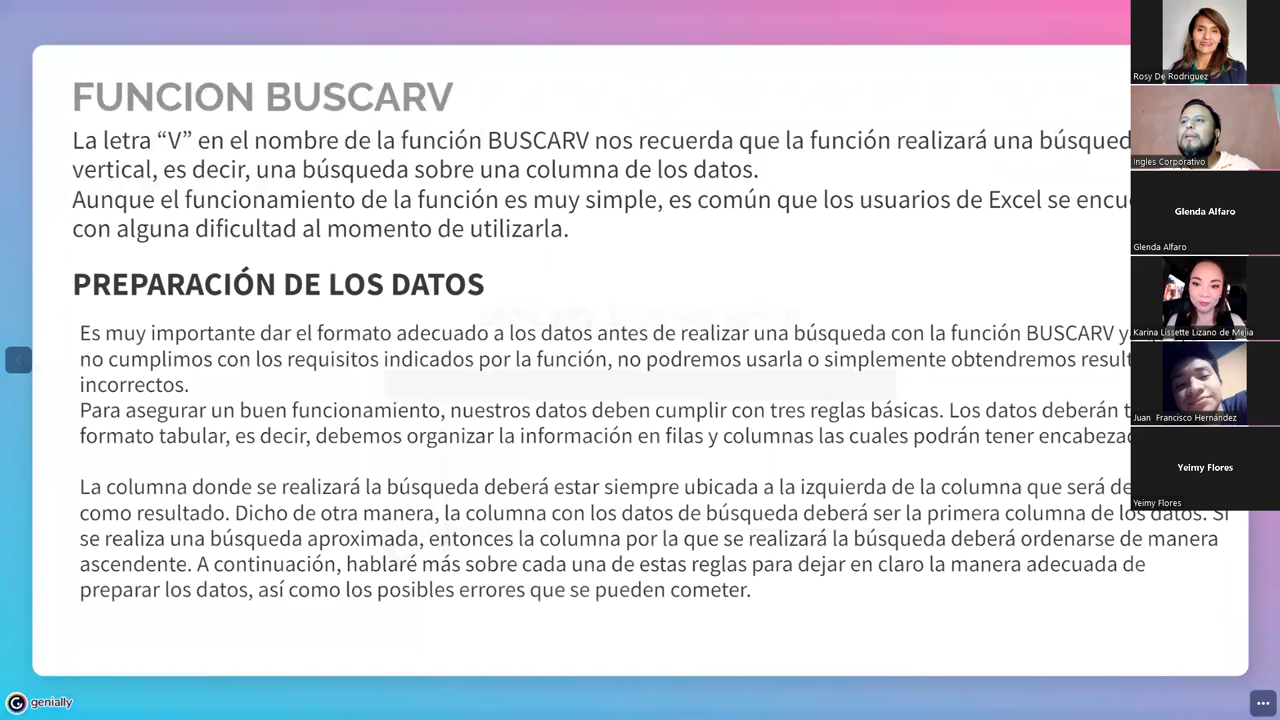 FUNCION BUSCARV
La letra “V” en el nombre de la función BUSCARV nos recuerda que la función realizará una búsqued
vertical, es decir, una búsqueda sobre una columna de los datos.
Aunque el funcionamiento de la función es muy simple, es común que los usuarios de Excel se encue
con alguna dificultad al momento de utilizarla.
PREPARACIÓN DE LOS DATOS
Es muy importante dar el formato adecuado a los datos antes de realizar una búsqueda con la función BUSCARV
no cumplimos con los requisitos indicados por la función, no podremos usarla o simplemente obtendremos result
incorrectos.
Para asegurar un buen funcionamiento, nuestros datos deben cumplir con tres reglas básicas. Los datos deberán
formato tabular, es decir, debemos organizar la información en filas y columnas las cuales podrán tener encabeza
La columna donde se realizará la búsqueda deberá estar siempre ubicada a la izquierda de la columna que será de
como resultado. Dicho de otra manera, la columna con los datos de búsqueda deberá ser la primera columna de los datos. Si
se realiza una búsqueda aproximada, entonces la columna por la que se realizará la búsqueda deberá ordenarse de manera
ascendente. A continuación, hablaré más sobre cada una de estas reglas para dejar en claro la manera adecuada de
preparar los datos, así como los posibles errores que se pueden cometer.
genially
Rosy De Rodriguez
Ingles Corporativo
Glenda Alfaro
Glenda Alfaro
Karina Lissette Lizano de Mejia
Juan Francisco Hernández
Yeimy Flores
Yeimy Flores